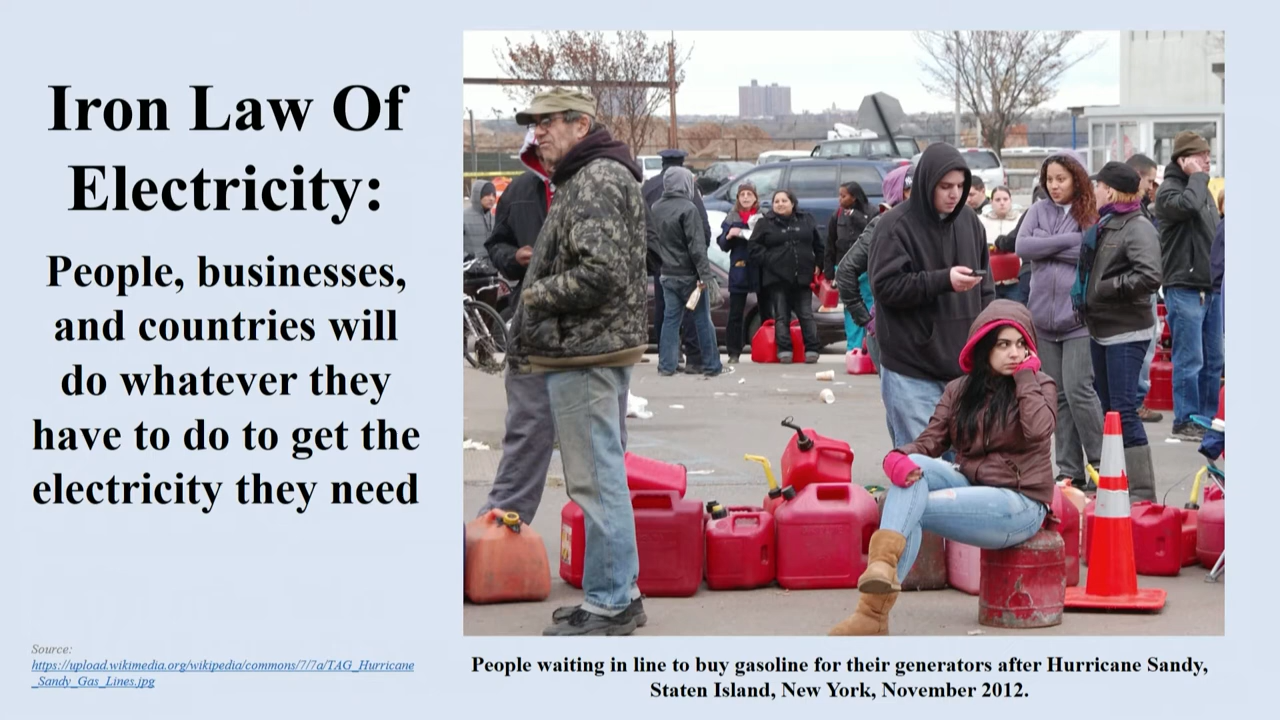 Iron Law Of
Electricity:
People, businesses,
and countries will
do whatever they
have to do to get the
electricity they need
Source:
https://upload.wikimedia.org/wikipedia/commons/7/7a/TAG_Hurricane
_Sandy_Gas_Lines.jpg
People waiting in line to buy gasoline for their generators after Hurricane Sandy,
Staten Island, New York, November 2012.